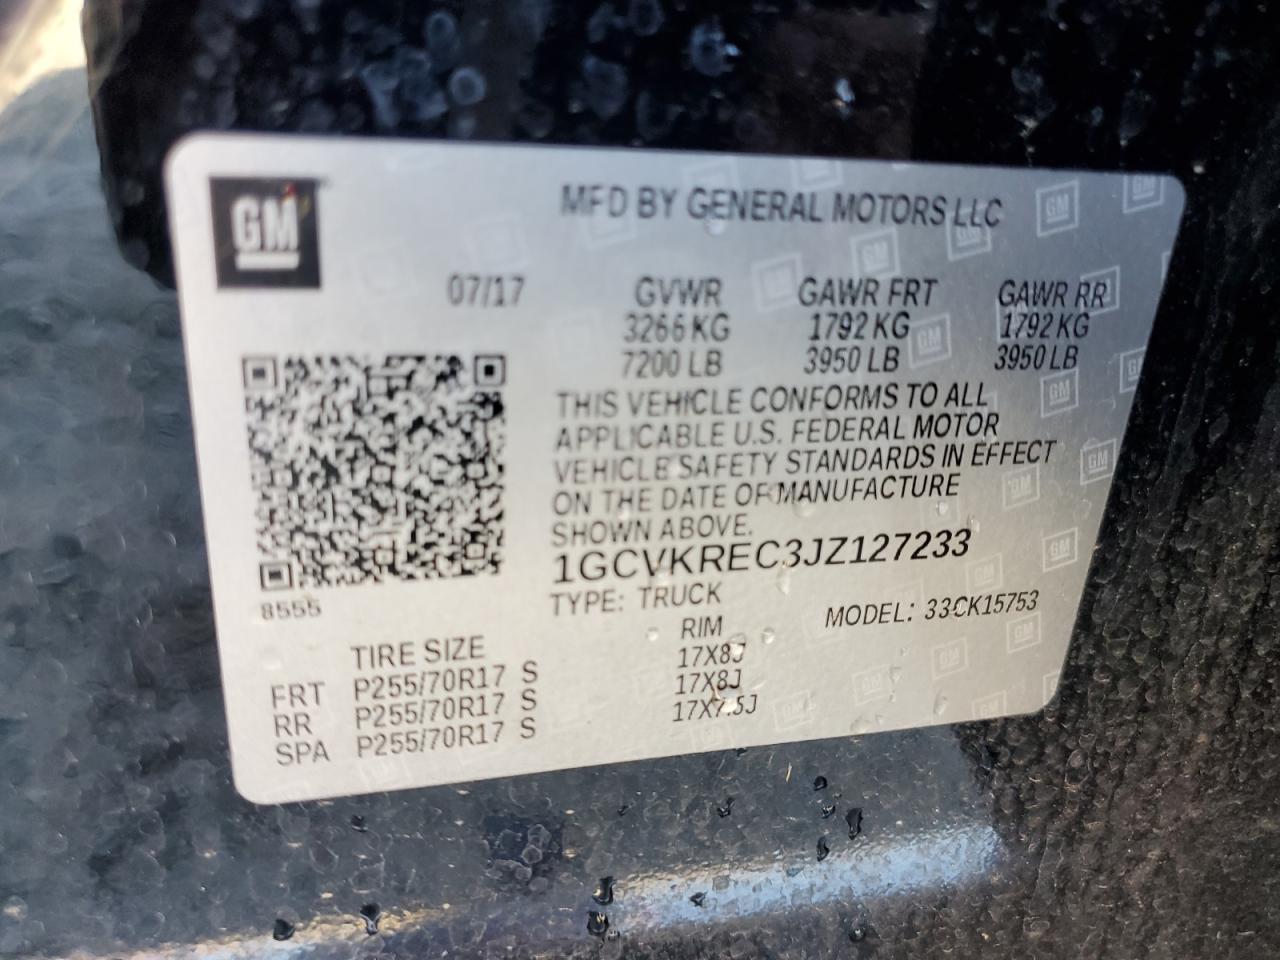 GM
MFD BY GENERAL MOTORS LLC
07/17
GVWR GAWR FRT GAWR RR
3266 KG 1792 KG 1792 KG
7200 LB 3950 LB 3950 LB
THIS VEHICLE CONFORMS TO ALL
APPLICABLE U.S. FEDERAL MOTOR
VEHICLE SAFETY STANDARDS IN EFFECT
ON THE DATE OF MANUFACTURE
SHOWN ABOVE.
1GCVKREC3JZ127233
8555
TYPE: TRUCK MODEL: 33CK15753
TIRE SIZE RIM
FRT P255/70R17 S 17X8J
RR P255/70R17 S 17X8J
SPA P255/70R17 S 17X7.5J